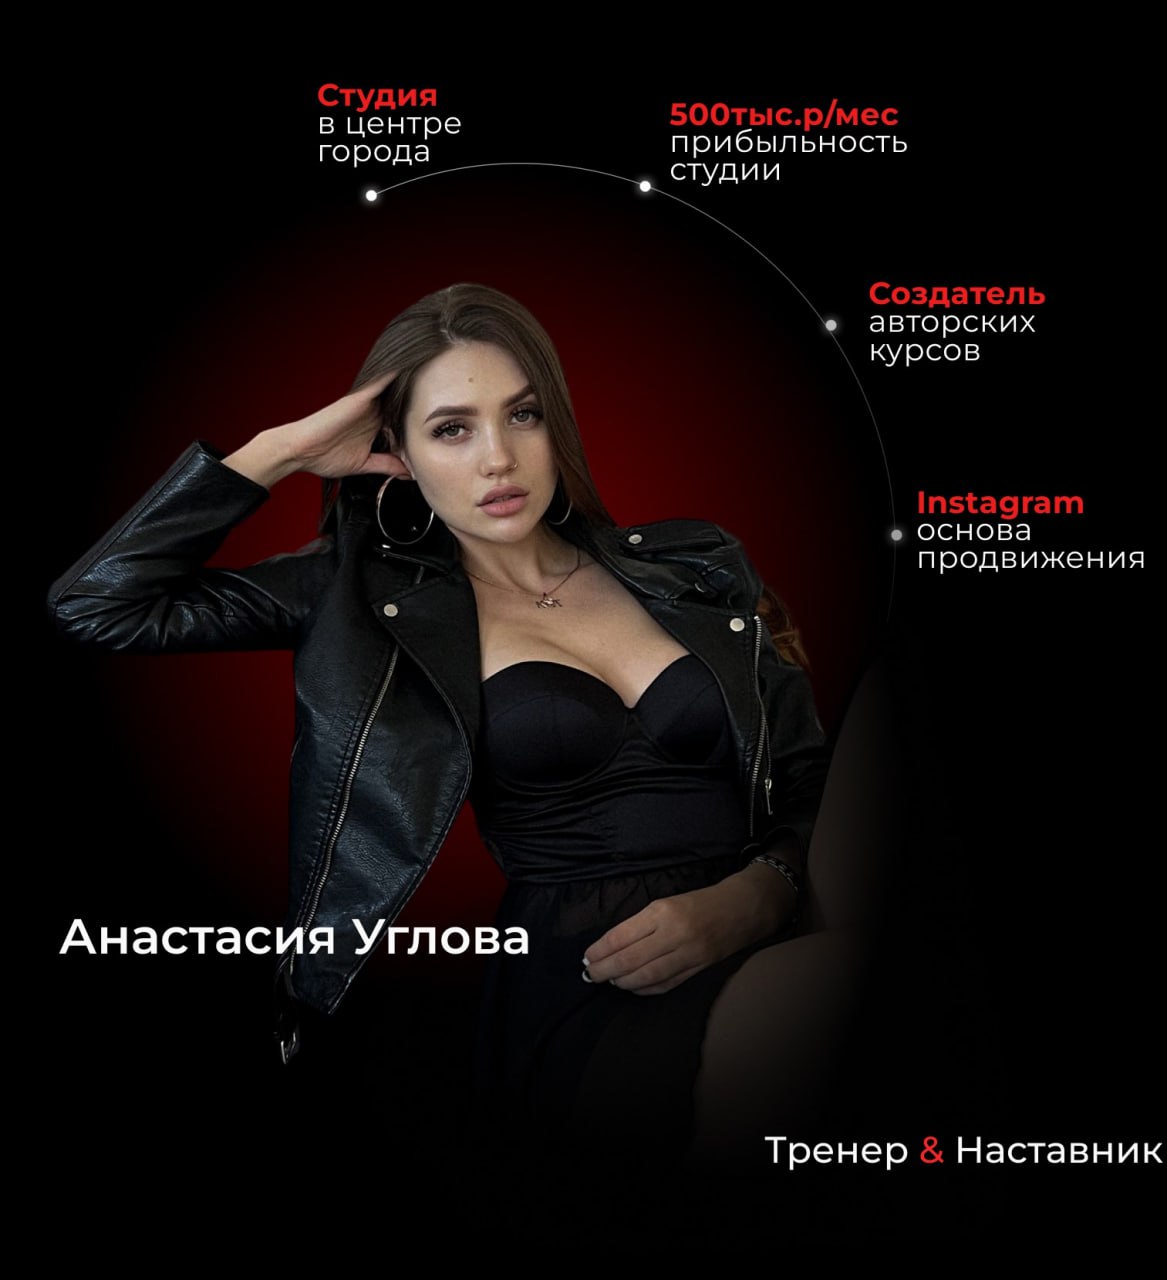 Студия
в центре
города
500тыс.р/мес
прибыльность
студии
Создатель
авторских
курсов
Instagram
основа
продвижения
Анастасия Углова
Тренер & Наставник